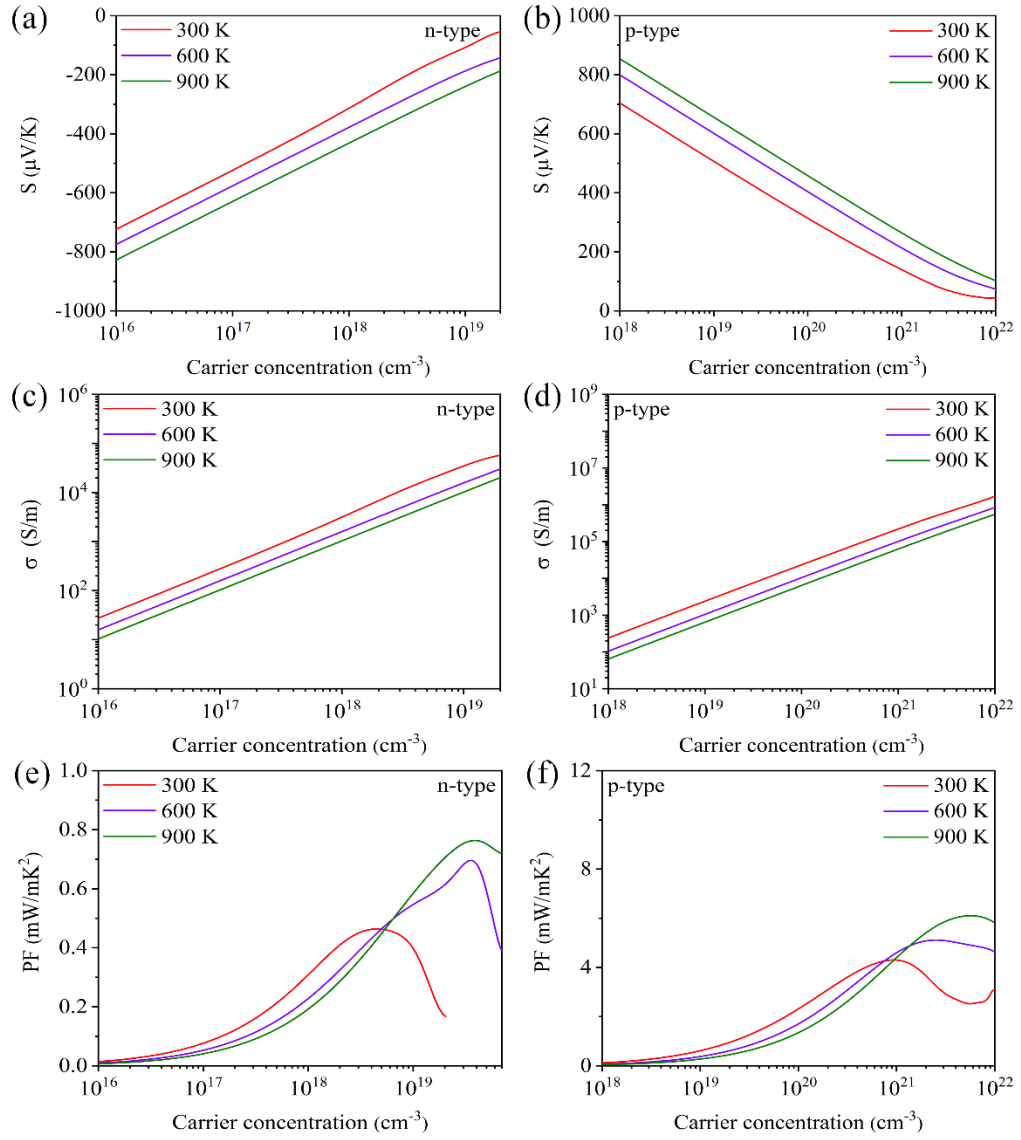 (a)
n-type
300 K
600 K
900 K
0
-200
-400
-600
-800
-1000
S (μV/K)
10^16 10^17 10^18 10^19
Carrier concentration (cm^-3)
(b)
p-type
300 K
600 K
900 K
1000
800
600
400
200
0
S (μV/K)
10^18 10^19 10^20 10^21 10^22
Carrier concentration (cm^-3)
(c)
n-type
300 K
600 K
900 K
10^6
10^4
10^2
10^0
σ (S/m)
10^16 10^17 10^18 10^19
Carrier concentration (cm^-3)
(d)
p-type
300 K
600 K
900 K
10^9
10^7
10^5
10^3
10^1
σ (S/m)
10^18 10^19 10^20 10^21 10^22
Carrier concentration (cm^-3)
(e)
n-type
300 K
600 K
900 K
1.0
0.8
0.6
0.4
0.2
0.0
PF (mW/mK^2)
10^16 10^17 10^18 10^19
Carrier concentration (cm^-3)
(f)
p-type
300 K
600 K
900 K
12
8
4
0
PF (mW/mK^2)
10^18 10^19 10^20 10^21 10^22
Carrier concentration (cm^-3)